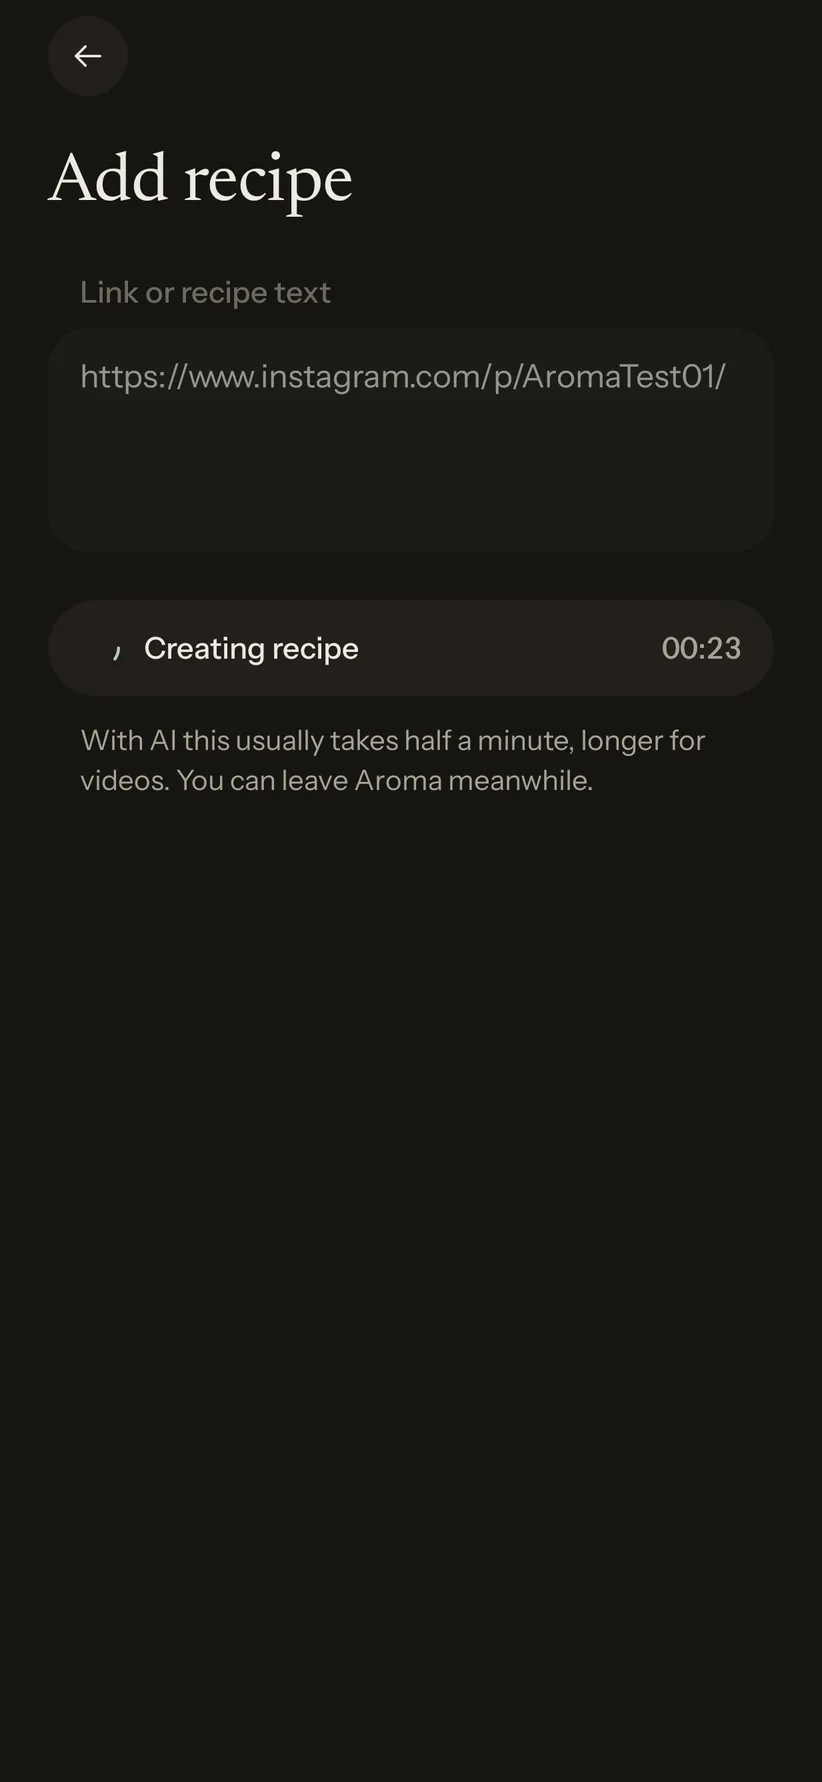 Add recipe
Link or recipe text
https://www.instagram.com/p/AromaTest01/
Creating recipe 00:23
With AI this usually takes half a minute, longer for
videos. You can leave Aroma meanwhile.